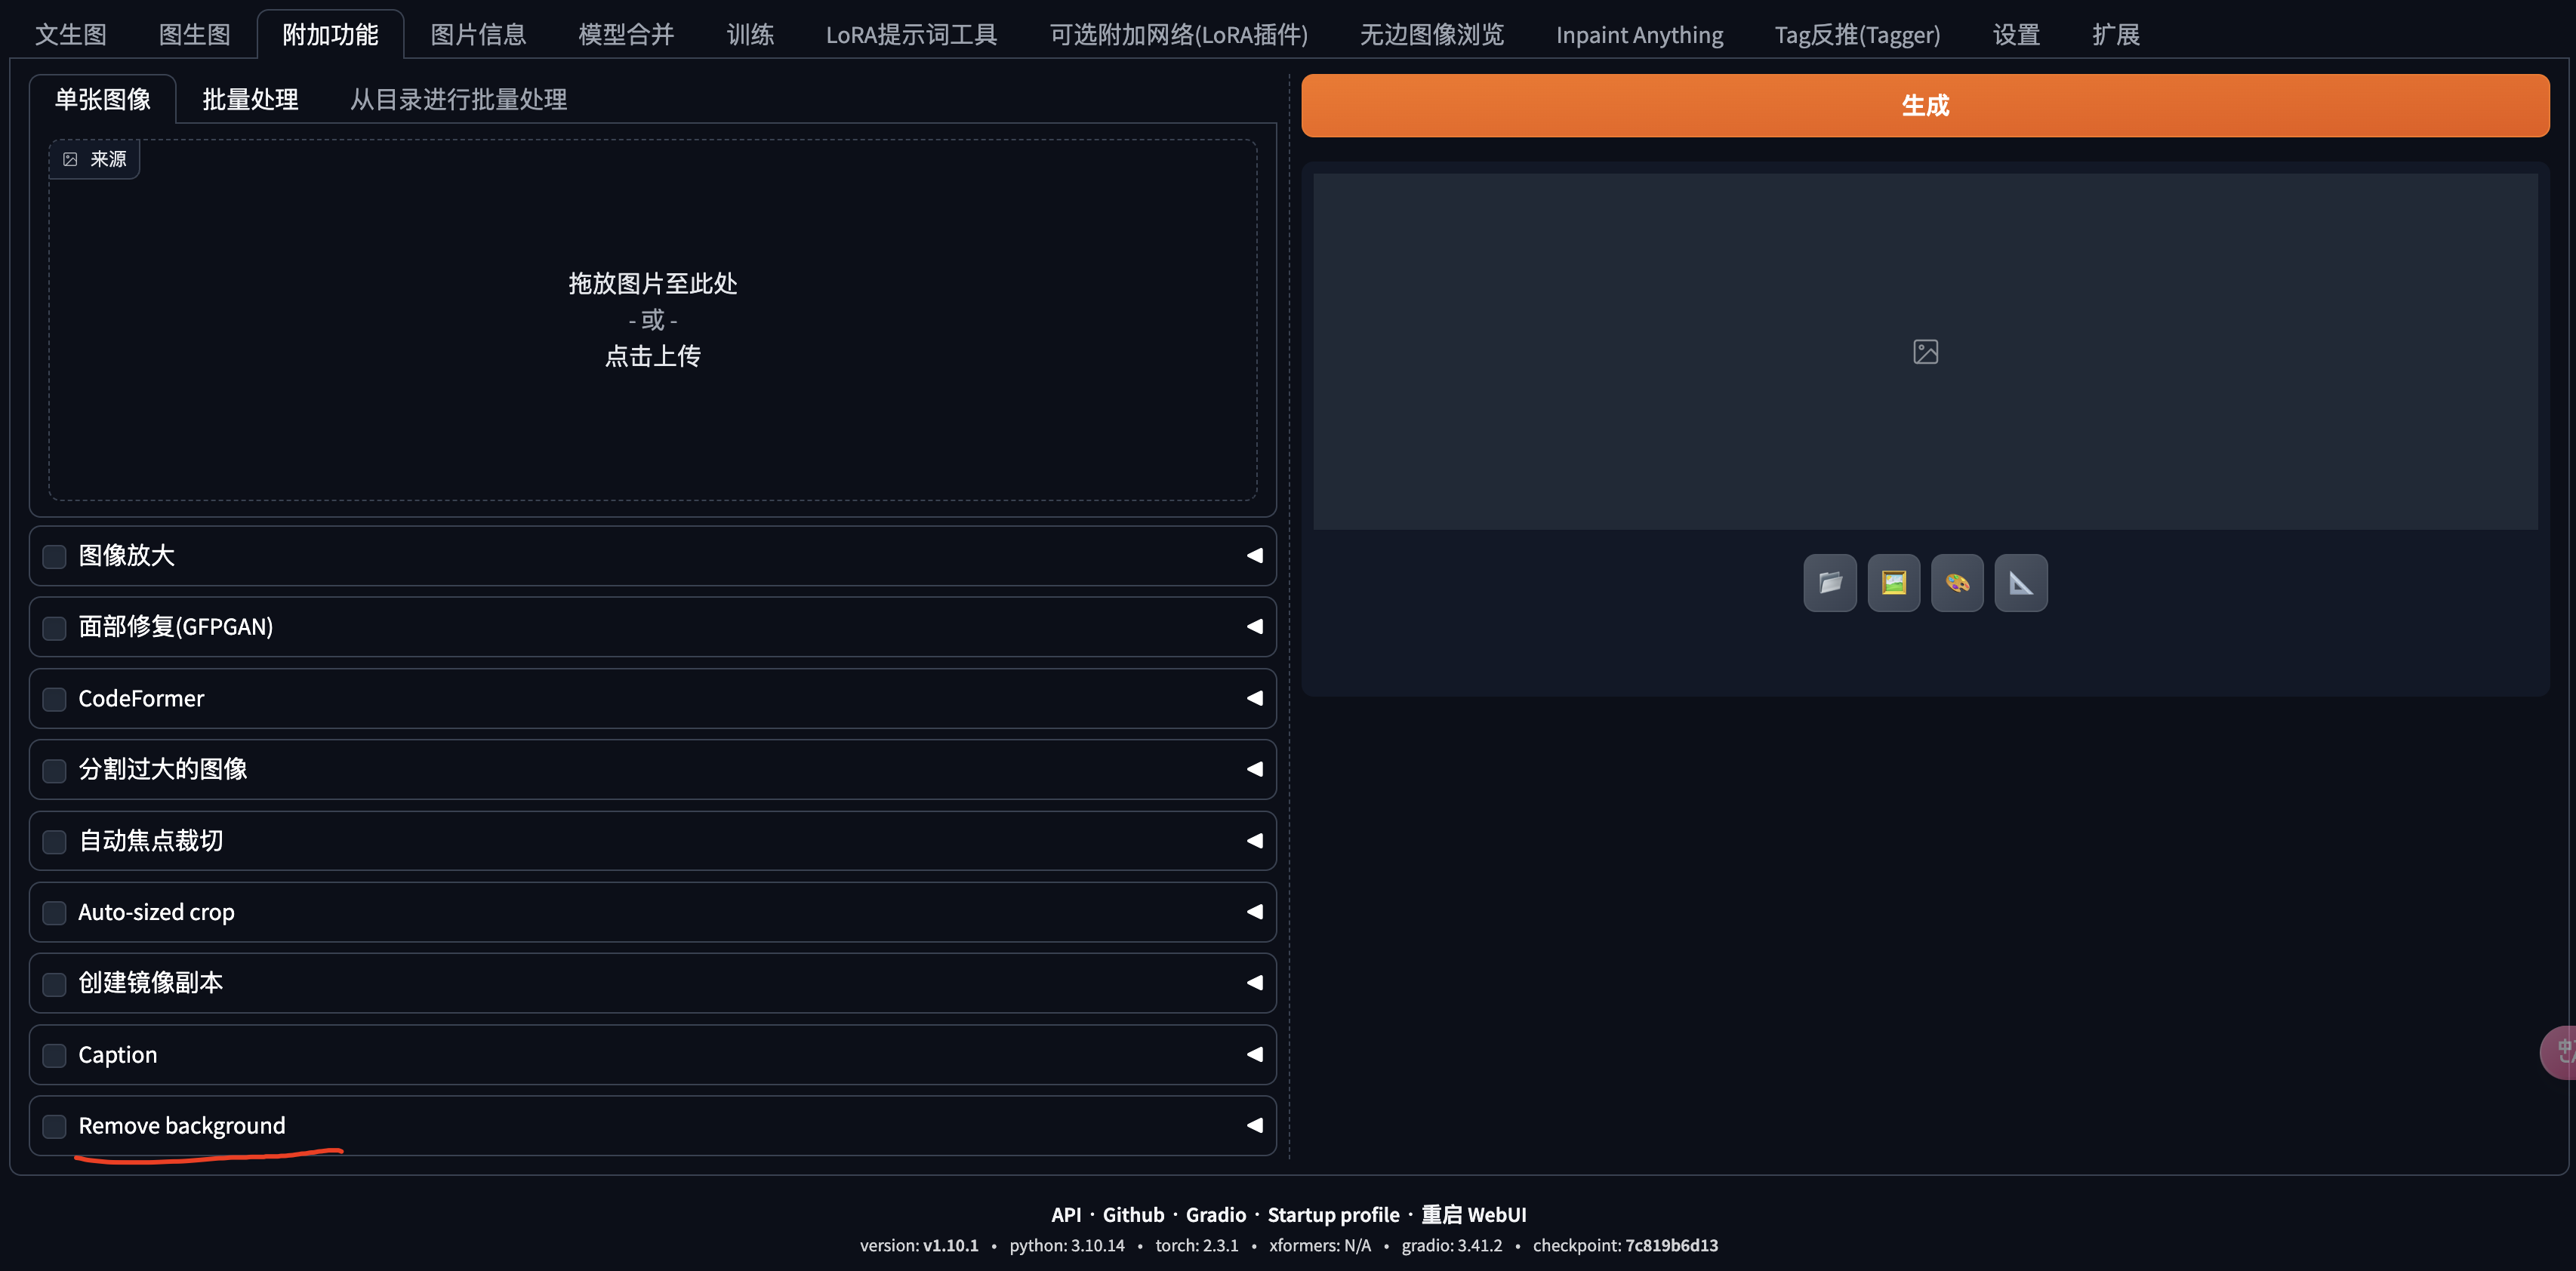 文生图 图生图 附加功能 图片信息 模型合并 训练 LoRA提示词工具 可选附加网络(LoRA插件) 无边图像浏览 Inpaint Anything Tag反推(Tagger) 设置 扩展
单张图像 批量处理 从目录进行批量处理
生成
来源
拖放图片至此处
- 或 -
点击上传
图像放大
面部修复(GFPGAN)
CodeFormer
分割过大的图像
自动焦点裁切
Auto-sized crop
创建镜像副本
Caption
Remove background
API · Github · Gradio · Startup profile · 重启 WebUI
version: v1.10.1 • python: 3.10.14 • torch: 2.3.1 • xformers: N/A • gradio: 3.41.2 • checkpoint: 7c819b6d13